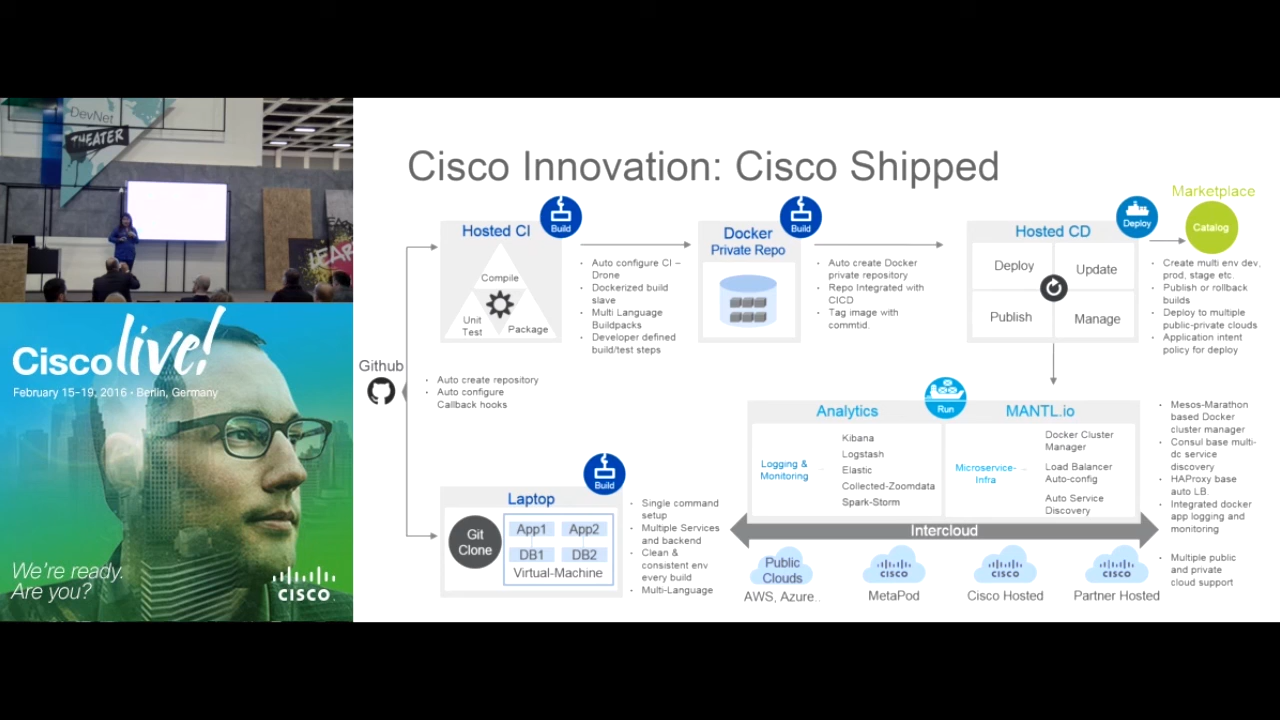 DevNet
THEATER
Cisco live!
February 15-19, 2016 • Berlin, Germany
We're ready.
Are you?
CISCO
Cisco Innovation: Cisco Shipped
Github
• Auto create repository
• Auto configure
Callback hooks
Hosted CI
Build
Compile
Unit
Test
Package
• Auto configure CI –
Drone
• Dockerized build
slave
• Multi Language
Buildpacks
• Developer defined
build/test steps
Docker
Private Repo
Build
• Auto create Docker
private repository
• Repo Integrated with
CICD
• Tag image with
commtid.
Hosted CD
Deploy
Deploy
Update
Publish
Manage
Marketplace
Catalog
• Create multi env dev,
prod, stage etc.
• Publish or rollback
builds
• Deploy to multiple
public-private clouds
• Application intent
policy for deploy
Laptop
Build
Git
Clone
App1
App2
DB1
DB2
Virtual-Machine
• Single command
setup
• Multiple Services
and backend
• Clean &
consistent env
every build
• Multi-Language
Analytics
Run
MANTL.io
Logging &
Monitoring
Kibana
Logstash
Elastic
Collected-Zoomdata
Spark-Storm
Microservice-
Infra
Docker Cluster
Manager
Load Balancer
Auto-config
Auto Service
Discovery
• Mesos-Marathon
based Docker
cluster manager
• Consul base multi-
dc service
discovery
• HAProxy base
auto LB.
• Integrated docker
app logging and
monitoring
Intercloud
Public
Clouds
AWS, Azure..
CISCO
MetaPod
CISCO
Cisco Hosted
CISCO
Partner Hosted
• Multiple public
and private
cloud support